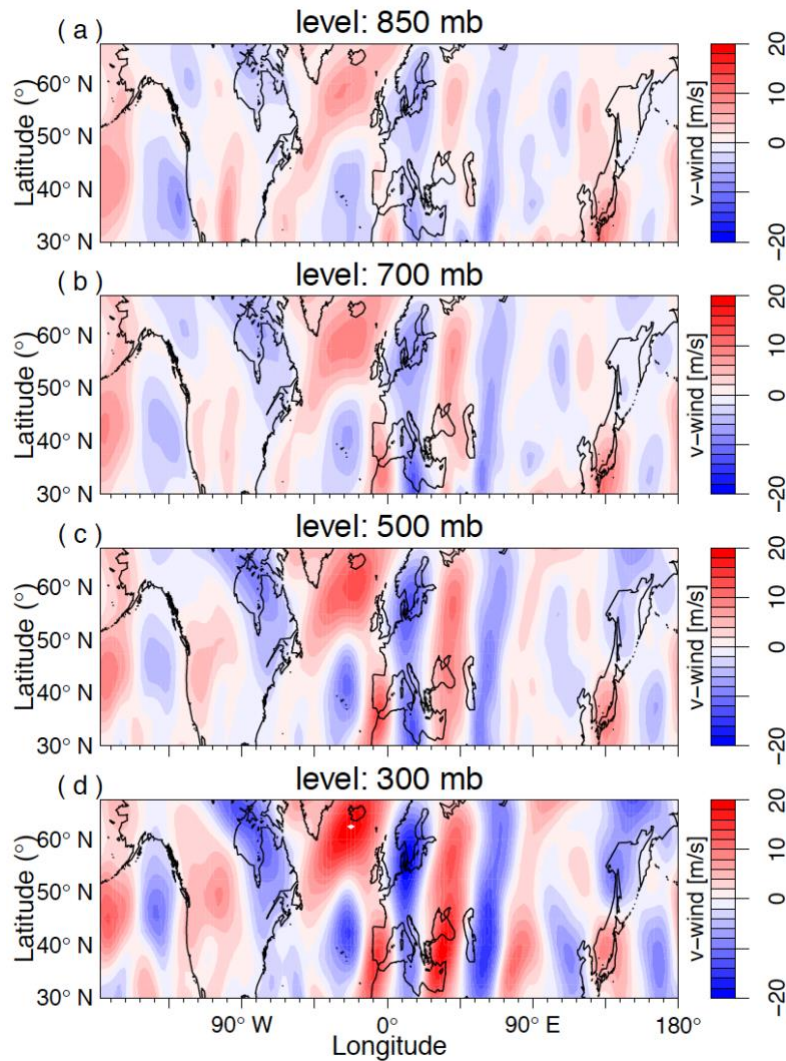 ( a ) level: 850 mb
60° N
50° N
40° N
30° N
Latitude (°)
20
10
0
−10
−20
v−wind [m/s]
( b ) level: 700 mb
60° N
50° N
40° N
30° N
Latitude (°)
20
10
0
−10
−20
v−wind [m/s]
( c ) level: 500 mb
60° N
50° N
40° N
30° N
Latitude (°)
20
10
0
−10
−20
v−wind [m/s]
( d ) level: 300 mb
60° N
50° N
40° N
30° N
Latitude (°)
20
10
0
−10
−20
v−wind [m/s]
90° W 0° 90° E 180°
Longitude